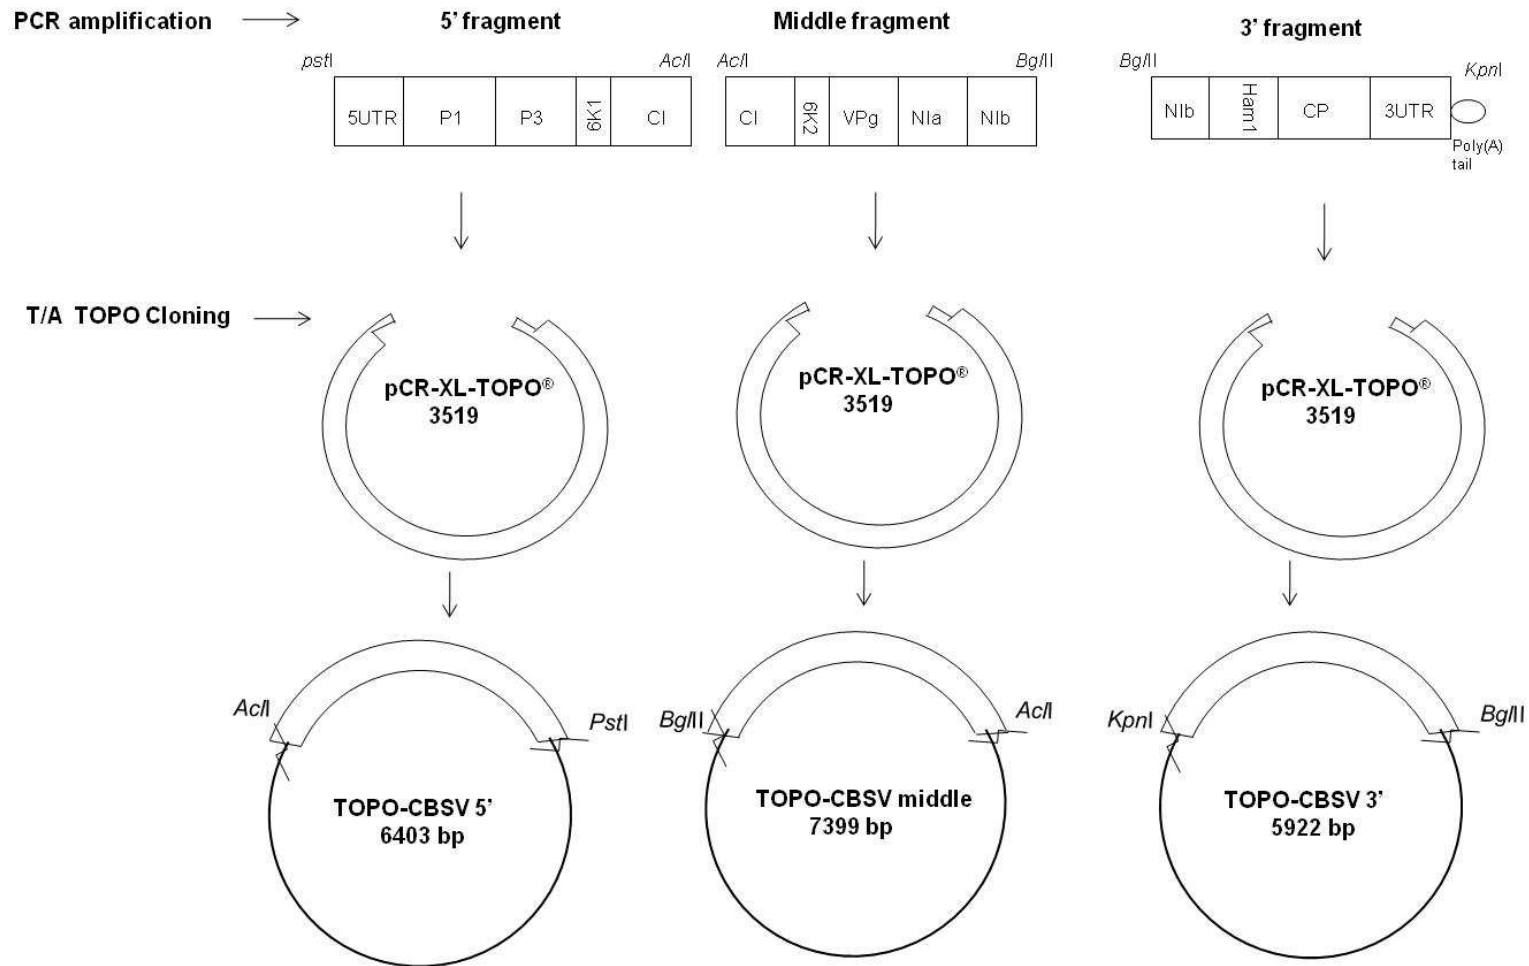 PCR amplification
5’ fragment
Middle fragment
3’ fragment
pstI
AclI
AclI
BglII
BglII
KpnI
5UTR
P1
P3
6K1
CI
CI
6K2
VPg
NIa
NIb
NIb
Ham1
CP
3UTR
Poly(A)
tail
T/A TOPO Cloning
pCR-XL-TOPO®
3519
pCR-XL-TOPO®
3519
pCR-XL-TOPO®
3519
AclI
PstI
BglII
AclI
KpnI
BglII
TOPO-CBSV 5’
6403 bp
TOPO-CBSV middle
7399 bp
TOPO-CBSV 3’
5922 bp